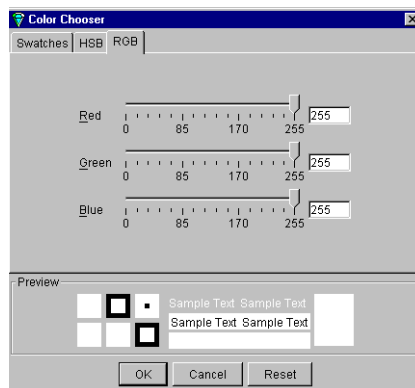 Color Chooser
Swatches HSB RGB
Red 255
0 85 170 255
Green 255
0 85 170 255
Blue 255
0 85 170 255
Preview
Sample Text Sample Text
Sample Text Sample Text
OK Cancel Reset